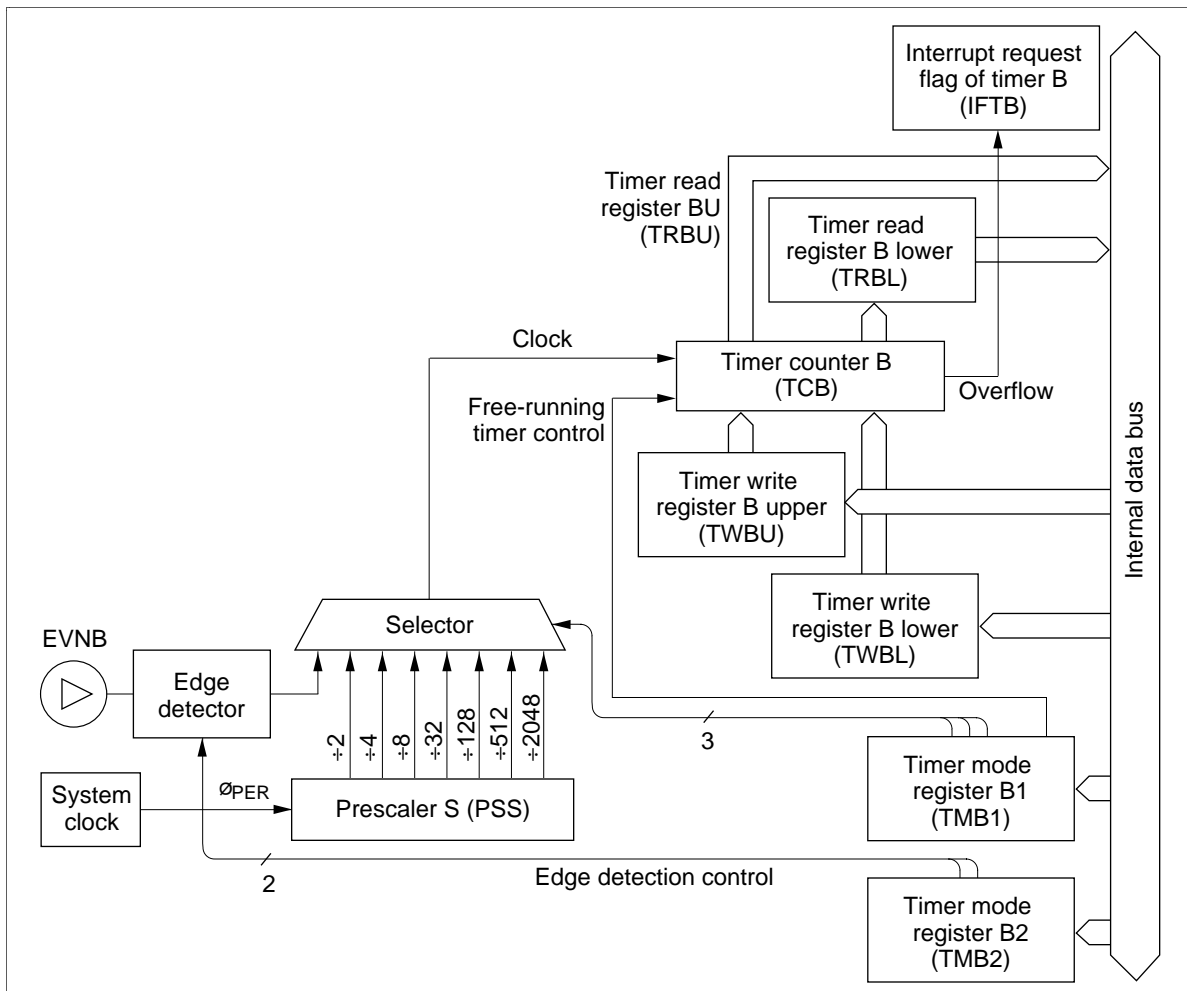 Interrupt request
flag of timer B
(IFTB)
Timer read
register BU
(TRBU)
Timer read
register B lower
(TRBL)
Clock
Timer counter B
(TCB)
Overflow
Free-running
timer control
Timer write
register B upper
(TWBU)
Internal data bus
Timer write
register B lower
(TWBL)
Selector
EVNB
Edge
detector
÷2
÷4
÷8
÷32
÷128
÷512
÷2048
3
System
clock
ØPER
Prescaler S (PSS)
Timer mode
register B1
(TMB1)
2
Edge detection control
Timer mode
register B2
(TMB2)